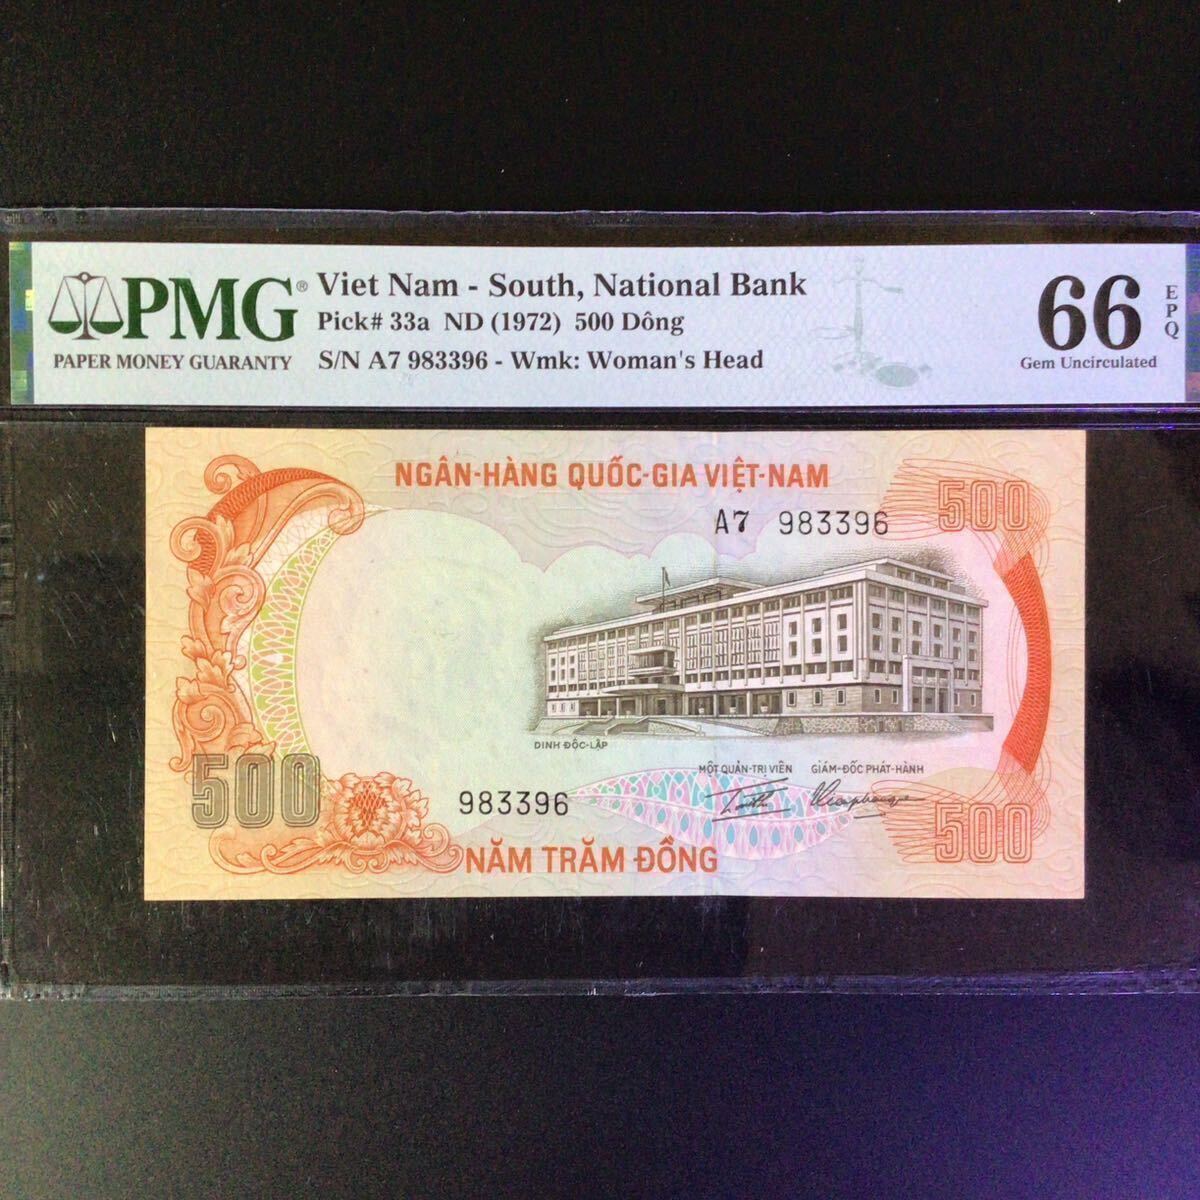 PMG®
PAPER MONEY GUARANTY
Viet Nam - South, National Bank
Pick# 33a ND (1972) 500 Dông
S/N A7 983396 - Wmk: Woman's Head
66
EPQ
Gem Uncirculated
NGÂN-HÀNG QUỐC-GIA VIỆT-NAM
500
A7 983396
DINH ĐỘC-LẬP
MỘT QUẢN-TRỊ VIÊN GIÁM-ĐỐC PHÁT-HÀNH
500
983396
500
NĂM TRĂM ĐỒNG